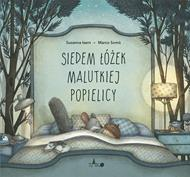 Susanna Isern - Marco Somà
SIEDEM ŁÓŻEK
MALUTKIEJ
POPIELICY